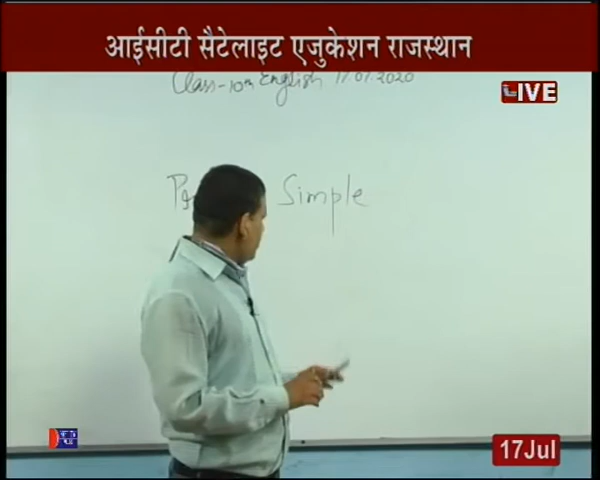 आईसीटी सैटेलाइट एजुकेशन राजस्थान
Class-10th English 17.07.2020
LIVE
Simple
17Jul